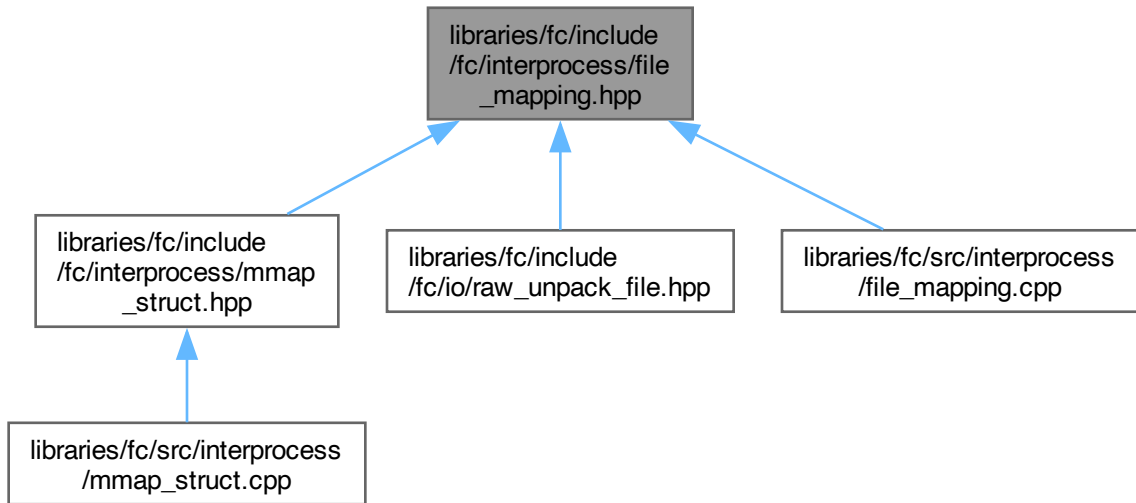 libraries/fc/include
/fc/interprocess/file
_mapping.hpp
libraries/fc/include
/fc/interprocess/mmap
_struct.hpp
libraries/fc/include
/fc/io/raw_unpack_file.hpp
libraries/fc/src/interprocess
/file_mapping.cpp
libraries/fc/src/interprocess
/mmap_struct.cpp